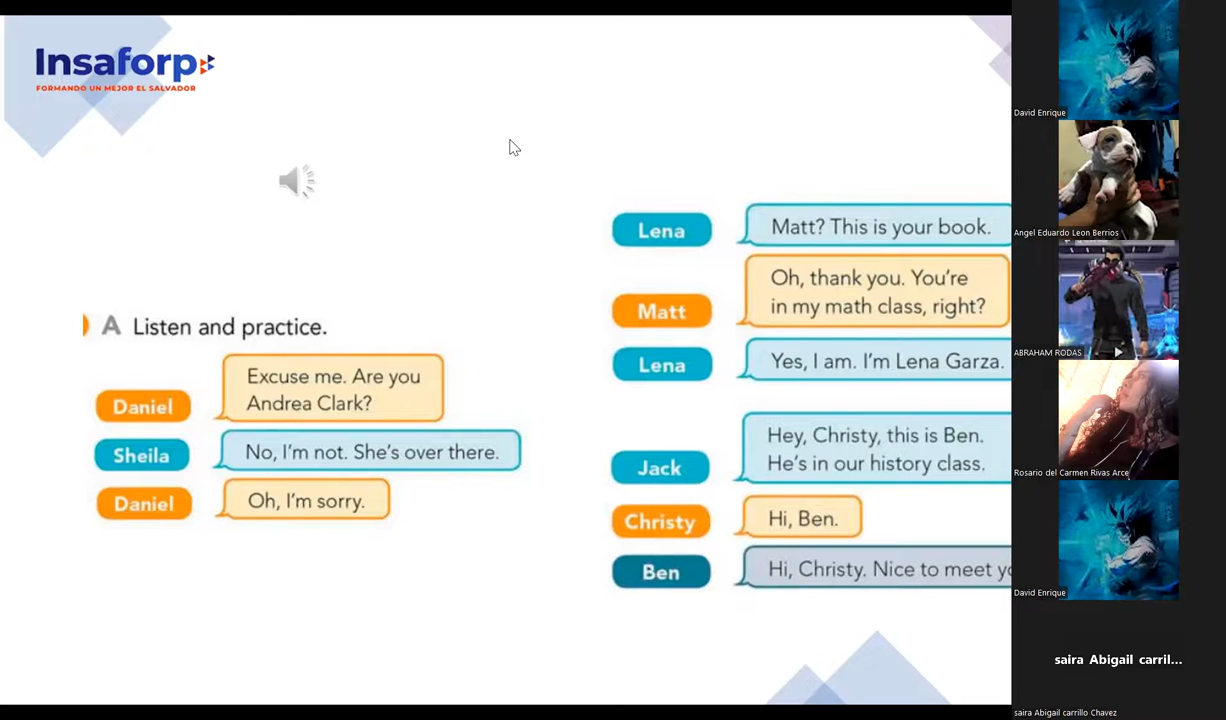 Insaforp
FORMANDO UN MEJOR EL SALVADOR
A Listen and practice.
Daniel
Excuse me. Are you
Andrea Clark?
Sheila
No, I'm not. She's over there.
Daniel
Oh, I'm sorry.
Lena
Matt? This is your book.
Matt
Oh, thank you. You're
in my math class, right?
Lena
Yes, I am. I'm Lena Garza.
Jack
Hey, Christy, this is Ben.
He's in our history class.
Christy
Hi, Ben.
Ben
Hi, Christy. Nice to meet yo
David Enrique
Angel Eduardo Leon Berrios
ABRAHAM RODAS
Rosario del Carmen Rivas Arce
David Enrique
saira Abigail carril...
saira Abigail carrillo Chavez